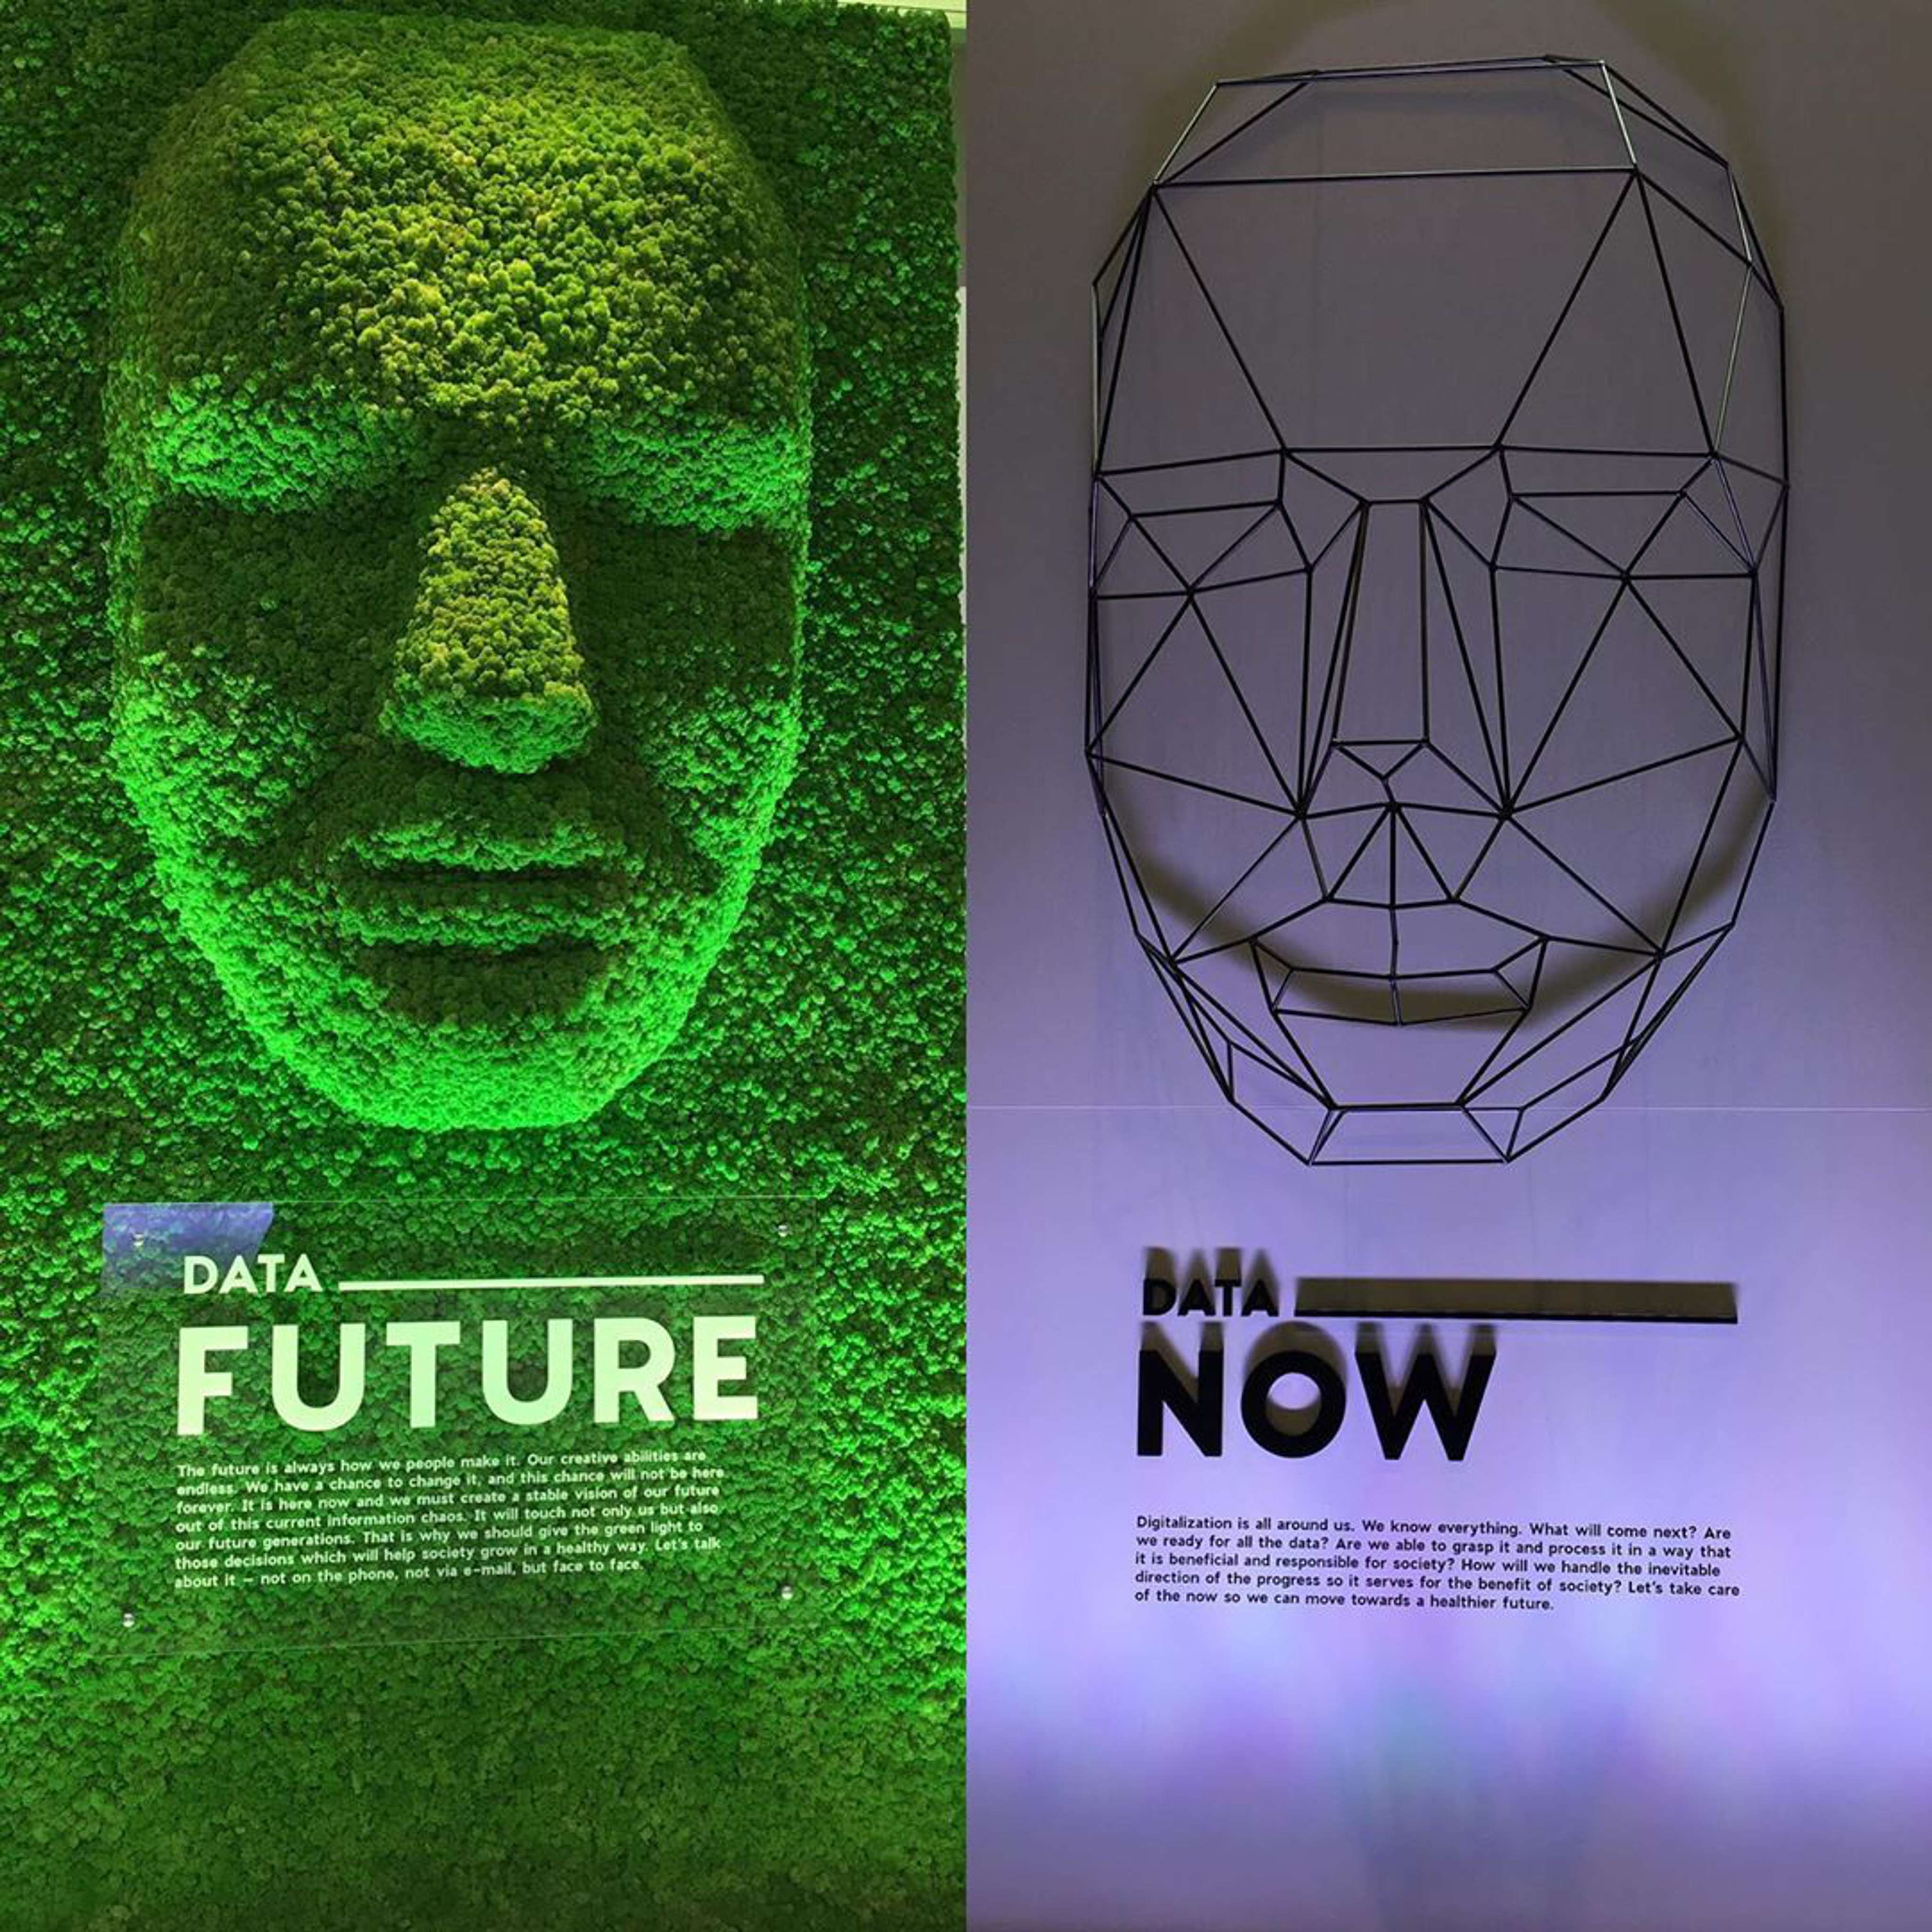 DATA
FUTURE
The future is always how we people make it. Our creative abilities are
endless. We have a chance to change it, and this chance will not be here
forever. It is here now and we must create a stable vision of our future
out of this current information chaos. It will touch not only us but also
our future generations. That is why we should give the green light to
those decisions which will help society grow in a healthy way. Let's talk
about it – not on the phone, not via e-mail, but face to face.
DATA
NOW
Digitalization is all around us. We know everything. What will come next? Are
we ready for all the data? Are we able to grasp it and process it in a way that
it is beneficial and responsible for society? How will we handle the inevitable
direction of the progress so it serves for the benefit of society? Let's take care
of the now so we can move towards a healthier future.